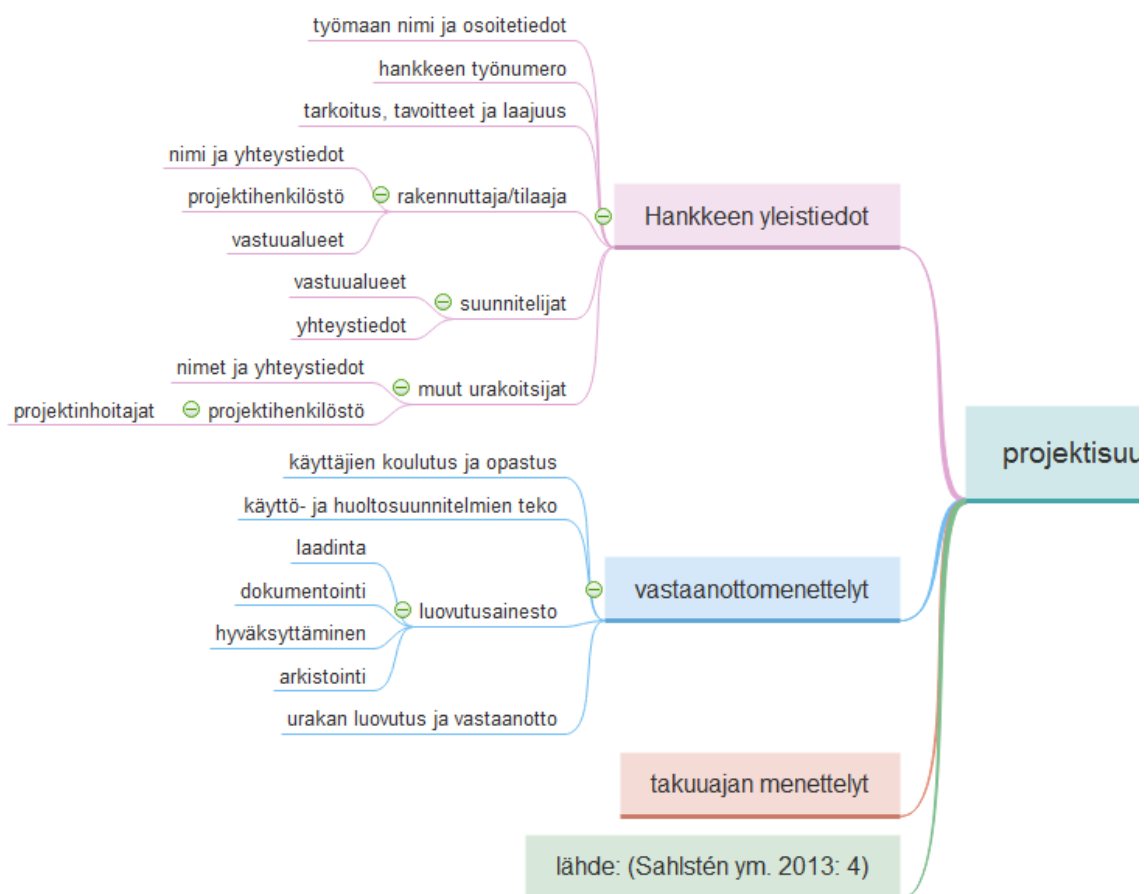 työmaan nimi ja osoitetiedot
hankkeen työnumero
tarkoitus, tavoitteet ja laajuus
nimi ja yhteystiedot
projektihenkilöstö
rakennuttaja/tilaaja
vastuualueet
Hankkeen yleistiedot
vastuualueet
suunnitelijat
yhteystiedot
nimet ja yhteystiedot
muut urakoitsijat
projektinhoitajat
projektihenkilöstö
projektisuu
käyttäjien koulutus ja opastus
käyttö- ja huoltosuunnitelmien teko
laadinta
dokumentointi
luovutusainesto
hyväksyttäminen
arkistointi
vastaanottomenettelyt
urakan luovutus ja vastaanotto
takuuajan menettelyt
lähde: (Sahlstén ym. 2013: 4)